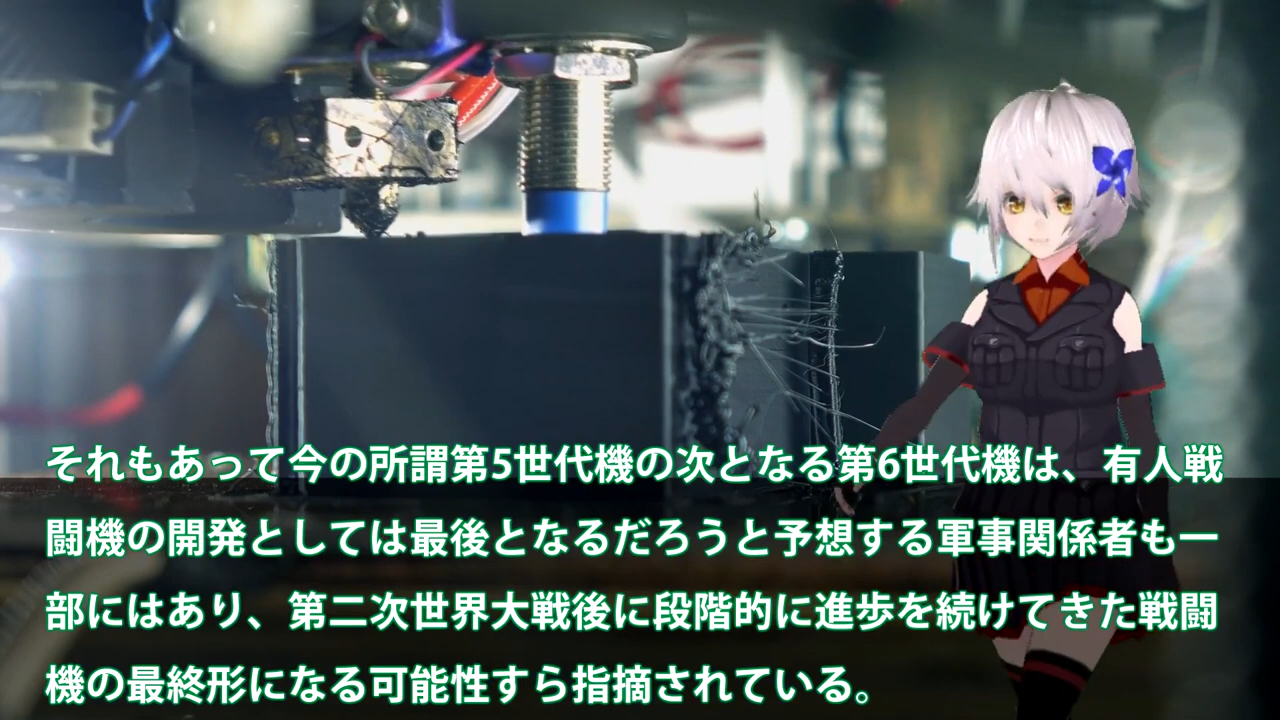 それもあって今の所謂第5世代機の次となる第6世代機は、有人戦
闘機の開発としては最後となるだろうと予想する軍事関係者も一
部にはあり、第二次世界大戦後に段階的に進歩を続けてきた戦闘
機の最終形になる可能性すら指摘されている。